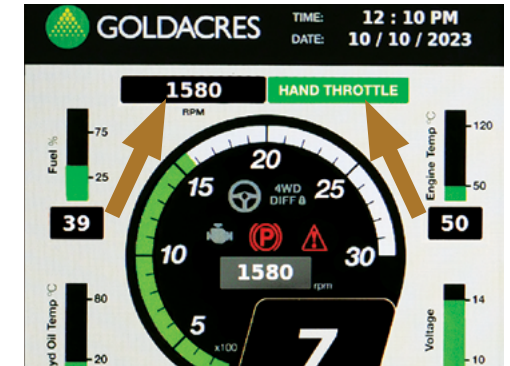 GOLDACRES
TIME: 12 : 10 PM
DATE: 10 / 10 / 2023
1580 HAND THROTTLE
RPM
Fuel %
75
25
39
Engine Temp °C
120
50
50
5
10
15
20
25
30
4WD
DIFF
P
1580
rpm
x100
7
yd Oil Temp °C
80
20
Voltage
14
10